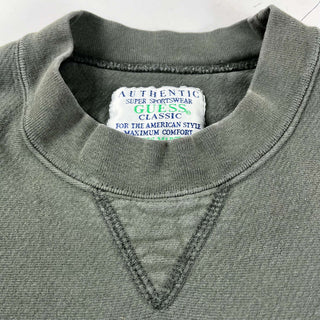 AUTHENTIC
SUPER SPORTSWEAR
GUESS
CLASSIC
FOR THE AMERICAN STYLE
MAXIMUM COMFORT